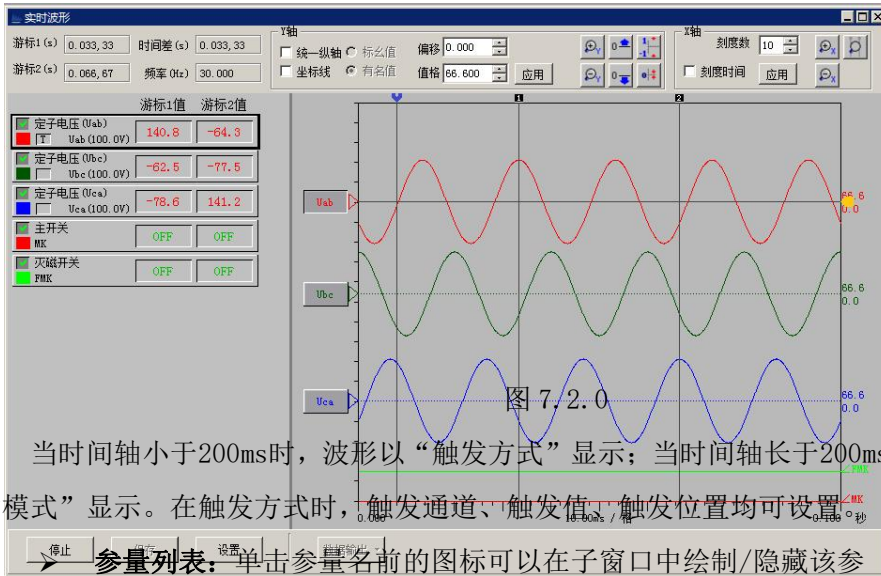 实时波形
游标1(s) 0.033,33 时间差(s) 0.033,33
游标2(s) 0.066,67 频率(Hz) 30.000
Y轴
统一纵轴 标幺值 偏移 0.000
坐标线 有名值 值格 66.600 应用
X轴
刻度数 10
刻度时间 应用
游标1值 游标2值
定子电压(Uab)
T Uab(100.0V) 140.8 -64.3
定子电压(Ubc)
Ubc(100.0V) -62.5 -77.5
定子电压(Uca)
Uca(100.0V) -78.6 141.2
主开关
MK OFF OFF
灭磁开关
FMK OFF OFF
1 2
Uab 66.6
0.0
Ubc 66.6
0.0
Uca 66.6
0.0
图 7.2.0
当时间轴小于200ms时，波形以“触发方式”显示；当时间轴长于200ms
FMK
模式”显示。在触发方式时，触发通道、触发值、触发位置均可设置。
MK
0.000 10.00ms / 格 0.100 秒
停止 保存 设置 数据输出
➢ 参量列表：单击参量名前的图标可以在子窗口中绘制/隐藏该参